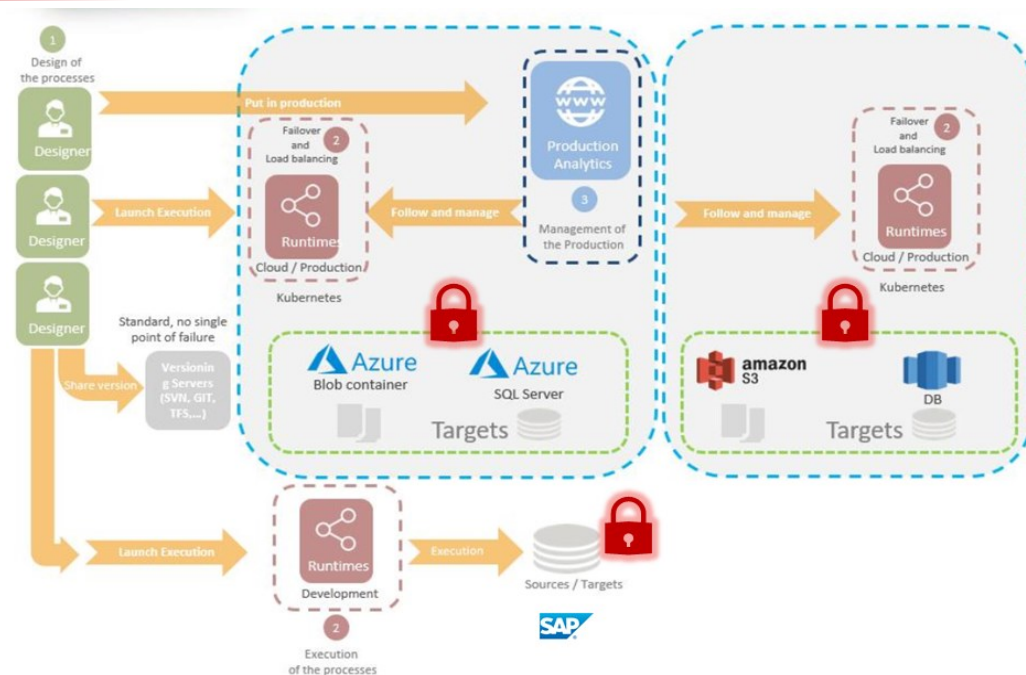 1
Design of
the processes
Designer
Designer
Designer
Put in production
Launch Execution
Failover
and
Load balancing
2
Runtimes
Cloud / Production
Kubernetes
Follow and manage
www
Production
Analytics
3
Management of
the Production
Follow and manage
Failover
and
Load balancing
2
Runtimes
Cloud / Production
Kubernetes
Standard, no single
point of failure
Share version
Versionin
g Servers
(SVN, GIT,
TFS,...)
Azure
Blob container
Azure
SQL Server
Targets
amazon
S3
DB
Targets
Launch Execution
Runtimes
Development
2
Execution
of the processes
Execution
Sources / Targets
SAP